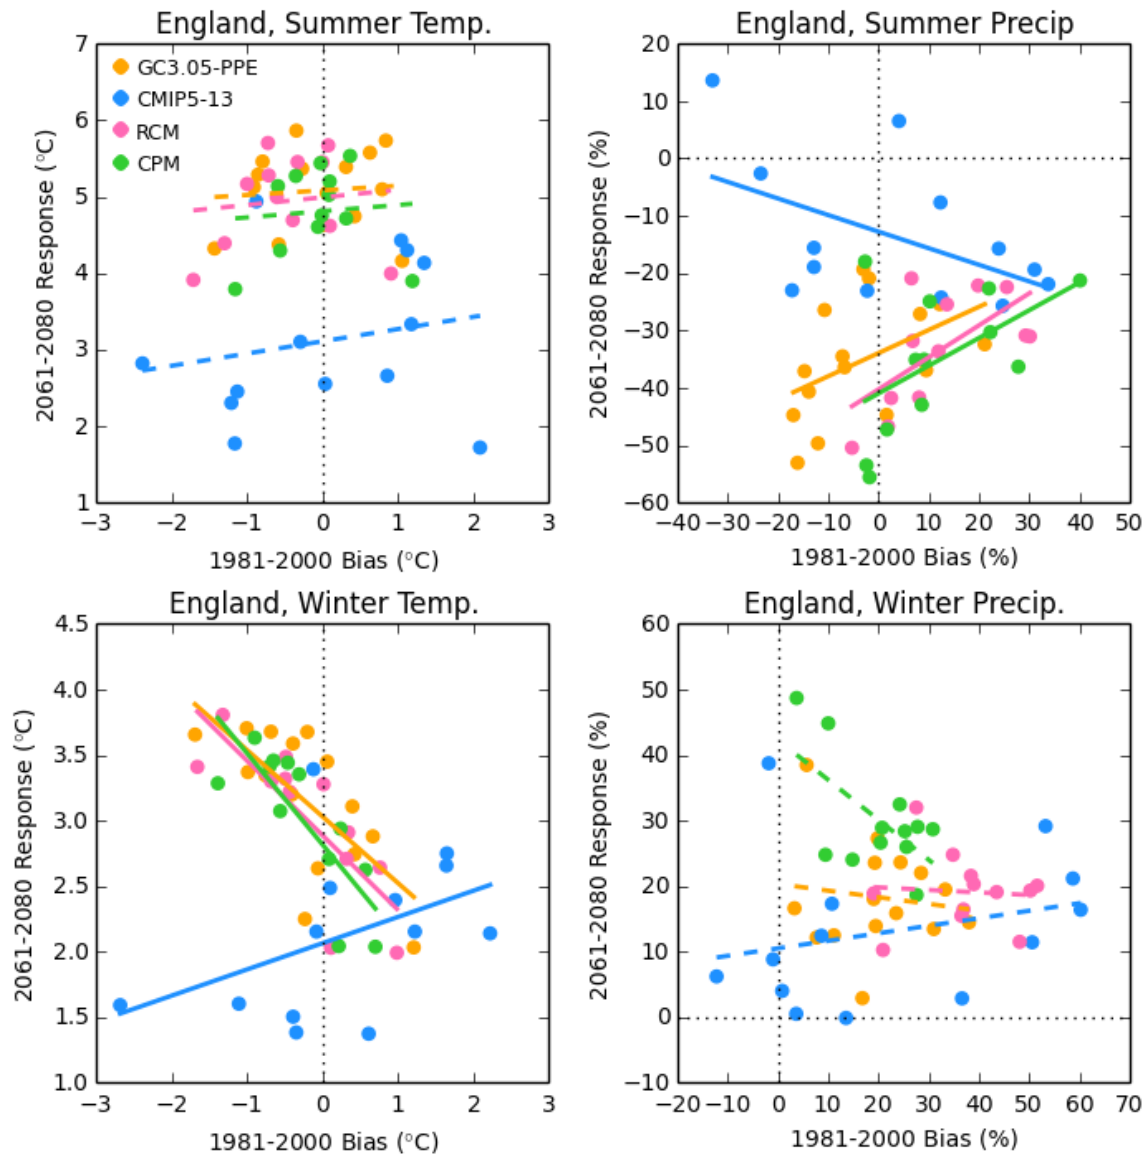 England, Summer Temp.
7
6
5
4
3
2
1
2061-2080 Response (°C)
GC3.05-PPE
CMIP5-13
RCM
CPM
−3 −2 −1 0 1 2 3
1981-2000 Bias (°C)
England, Summer Precip
20
10
0
−10
−20
−30
−40
−50
−60
2061-2080 Response (%)
−40 −30 −20 −10 0 10 20 30 40 50
1981-2000 Bias (%)
England, Winter Temp.
4.5
4.0
3.5
3.0
2.5
2.0
1.5
1.0
2061-2080 Response (°C)
−3 −2 −1 0 1 2 3
1981-2000 Bias (°C)
England, Winter Precip.
60
50
40
30
20
10
0
−10
2061-2080 Response (%)
−20 −10 0 10 20 30 40 50 60 70
1981-2000 Bias (%)